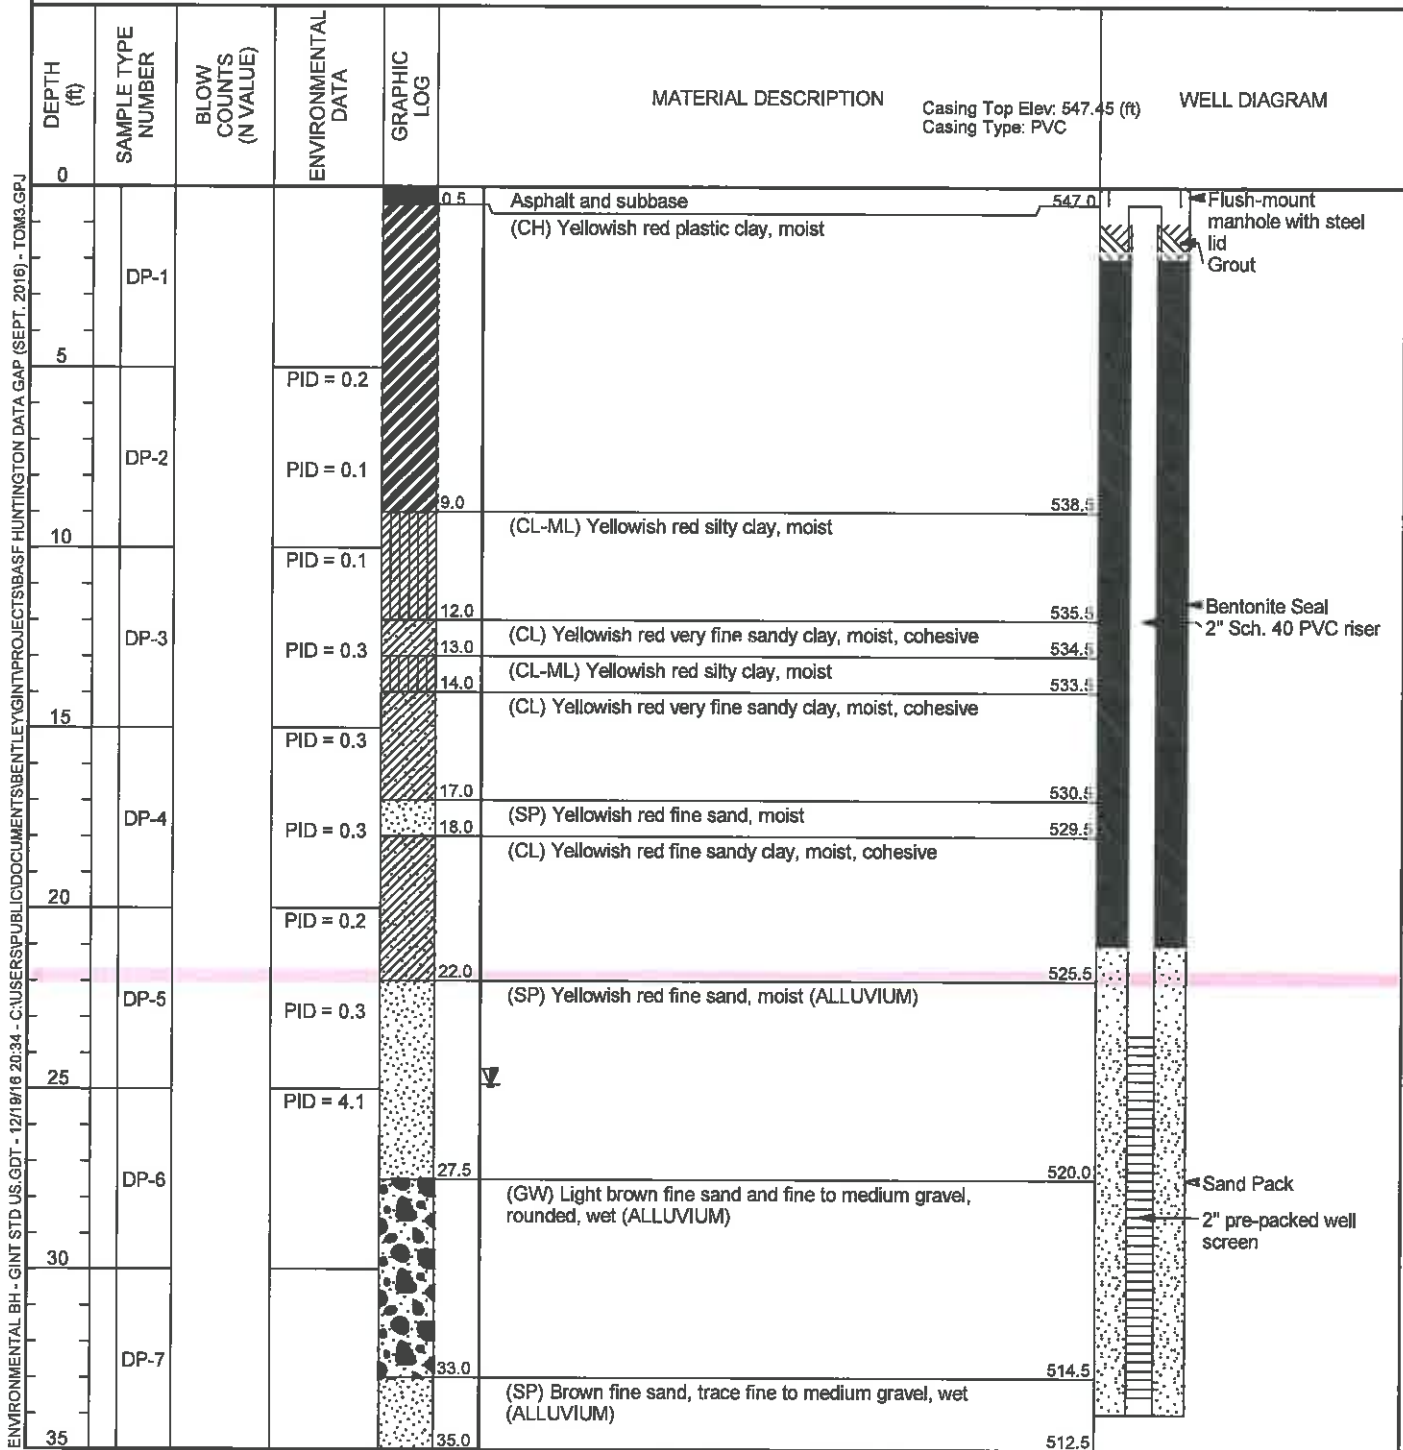 DEPTH
(ft)
SAMPLE TYPE
NUMBER
BLOW
COUNTS
(N VALUE)
ENVIRONMENTAL
DATA
GRAPHIC
LOG
MATERIAL DESCRIPTION
Casing Top Elev: 547.45 (ft)
Casing Type: PVC
WELL DIAGRAM
0
0.5
Asphalt and subbase
547.0
Flush-mount
manhole with steel
lid
Grout
(CH) Yellowish red plastic clay, moist
DP-1
5
PID = 0.2
DP-2
PID = 0.1
9.0
538.5
(CL-ML) Yellowish red silty clay, moist
10
PID = 0.1
12.0
535.5
Bentonite Seal
2" Sch. 40 PVC riser
(CL) Yellowish red very fine sandy clay, moist, cohesive
DP-3
PID = 0.3
13.0
534.5
(CL-ML) Yellowish red silty clay, moist
14.0
533.5
(CL) Yellowish red very fine sandy clay, moist, cohesive
15
PID = 0.3
17.0
530.5
(SP) Yellowish red fine sand, moist
DP-4
PID = 0.3
18.0
529.5
(CL) Yellowish red fine sandy clay, moist, cohesive
20
PID = 0.2
22.0
525.5
(SP) Yellowish red fine sand, moist (ALLUVIUM)
DP-5
PID = 0.3
25
PID = 4.1
27.5
520.0
DP-6
Sand Pack
(GW) Light brown fine sand and fine to medium gravel,
rounded, wet (ALLUVIUM)
2" pre-packed well
screen
30
DP-7
33.0
514.5
(SP) Brown fine sand, trace fine to medium gravel, wet
(ALLUVIUM)
35
35.0
512.5
ENVIRONMENTAL BH - GINT STD US.GDT - 12/19/16 20:34 - C:\USERS\PUBLIC\DOCUMENTS\BENTLEY\GINT\PROJECTS\BASF HUNTINGTON DATA GAP (SEPT. 2016) - TOM3.GPJ